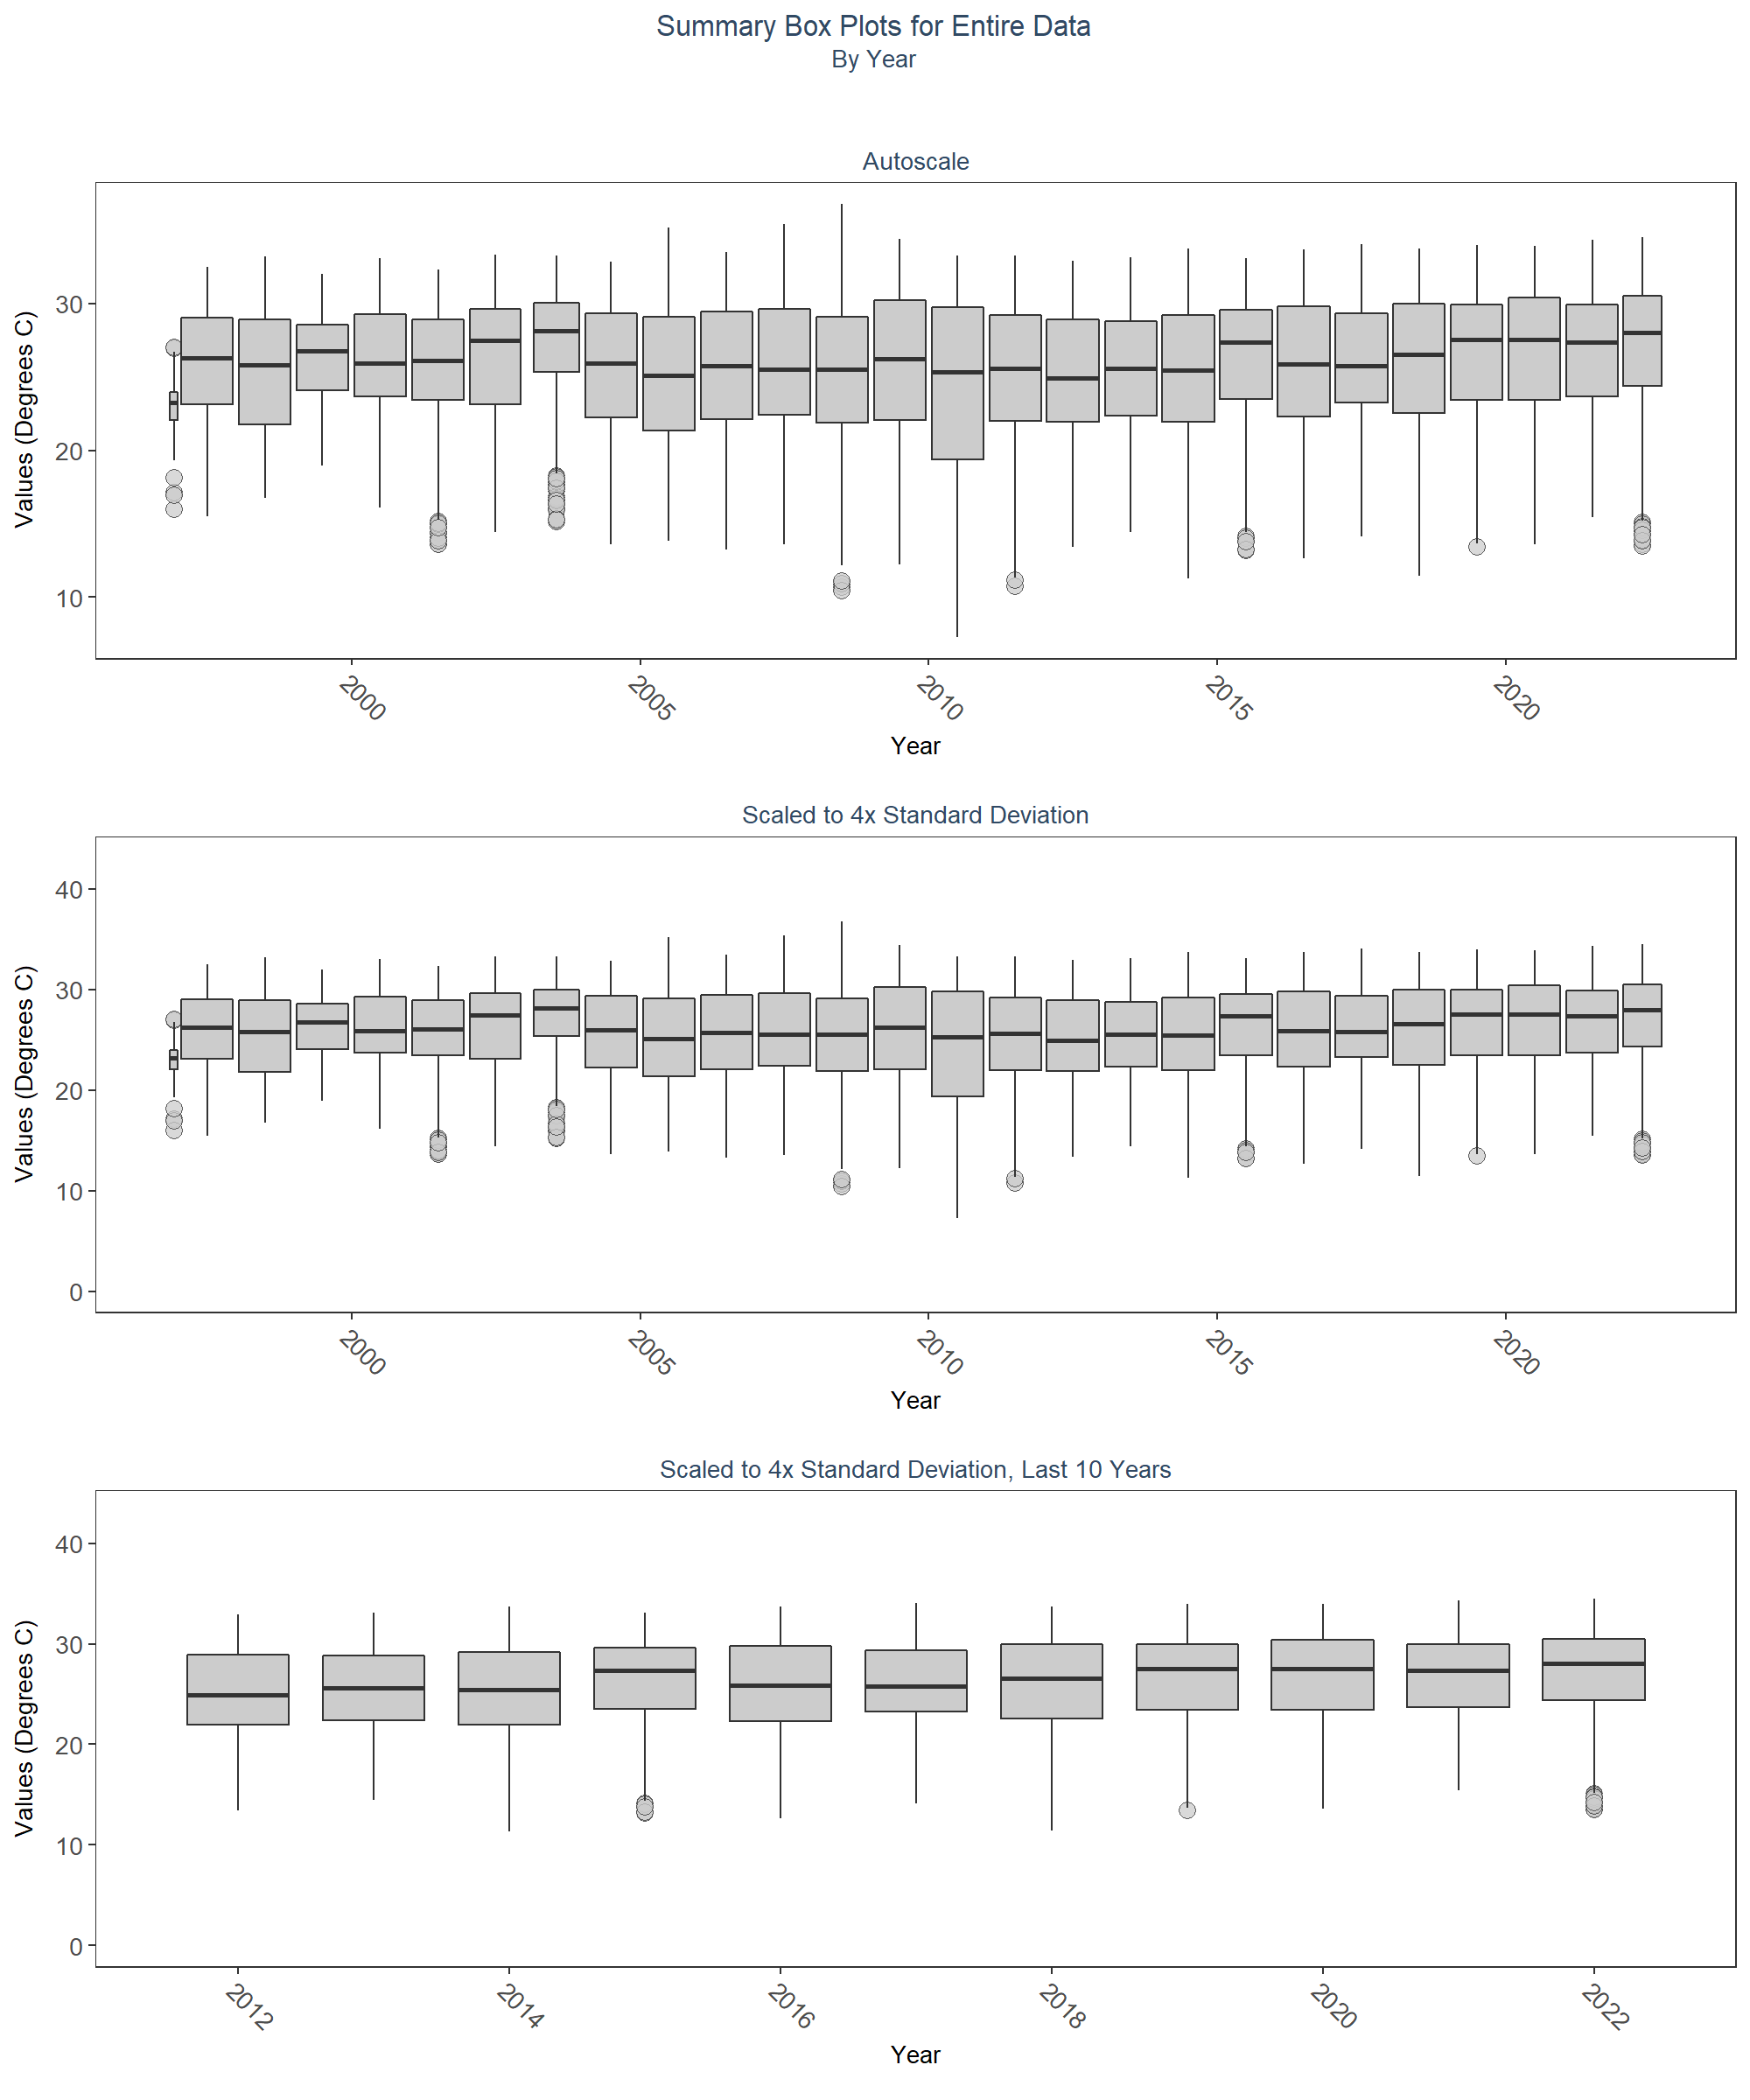 Summary Box Plots for Entire Data
By Year
Autoscale
Values (Degrees C)
30
20
10
2000
2005
2010
2015
2020
Year
Scaled to 4x Standard Deviation
Values (Degrees C)
40
30
20
10
0
2000
2005
2010
2015
2020
Year
Scaled to 4x Standard Deviation, Last 10 Years
Values (Degrees C)
40
30
20
10
0
2012
2014
2016
2018
2020
2022
Year